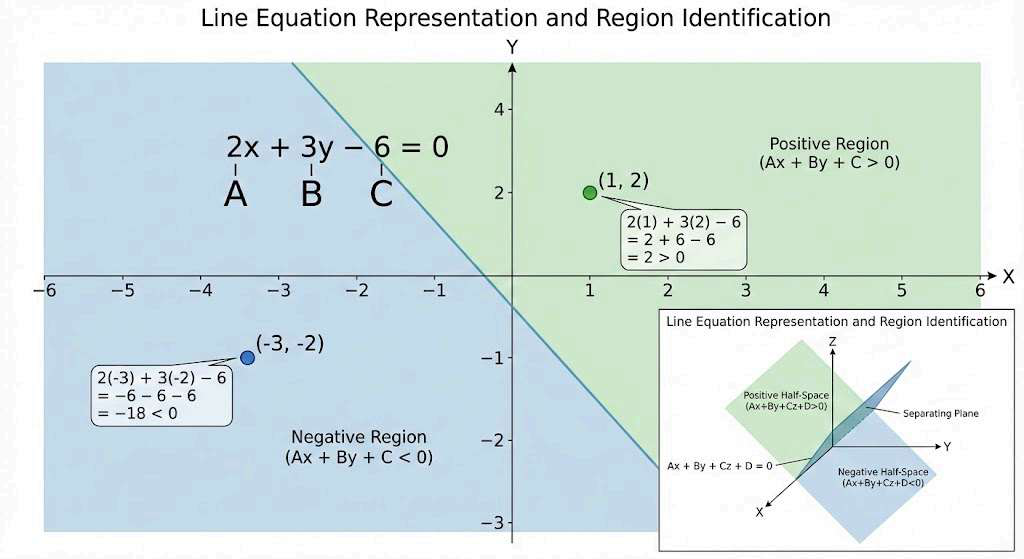 Line Equation Representation and Region Identification
Y
4
2x + 3y − 6 = 0
A B C
Positive Region
(Ax + By + C > 0)
2
(1, 2)
2(1) + 3(2) − 6
= 2 + 6 − 6
= 2 > 0
−6 −5 −4 −3 −2 −1 1 2 3 4 5 6 X
(-3, -2)
−1
2(-3) + 3(-2) − 6
= −6 − 6 − 6
= −18 < 0
Negative Region
(Ax + By + C < 0)
−2
−3
Line Equation Representation and Region Identification
Z
Positive Half-Space
(Ax+By+Cz+D>0)
Separating Plane
Y
Ax + By + Cz + D = 0
Negative Half-Space
(Ax+By+Cz+D<0)
X